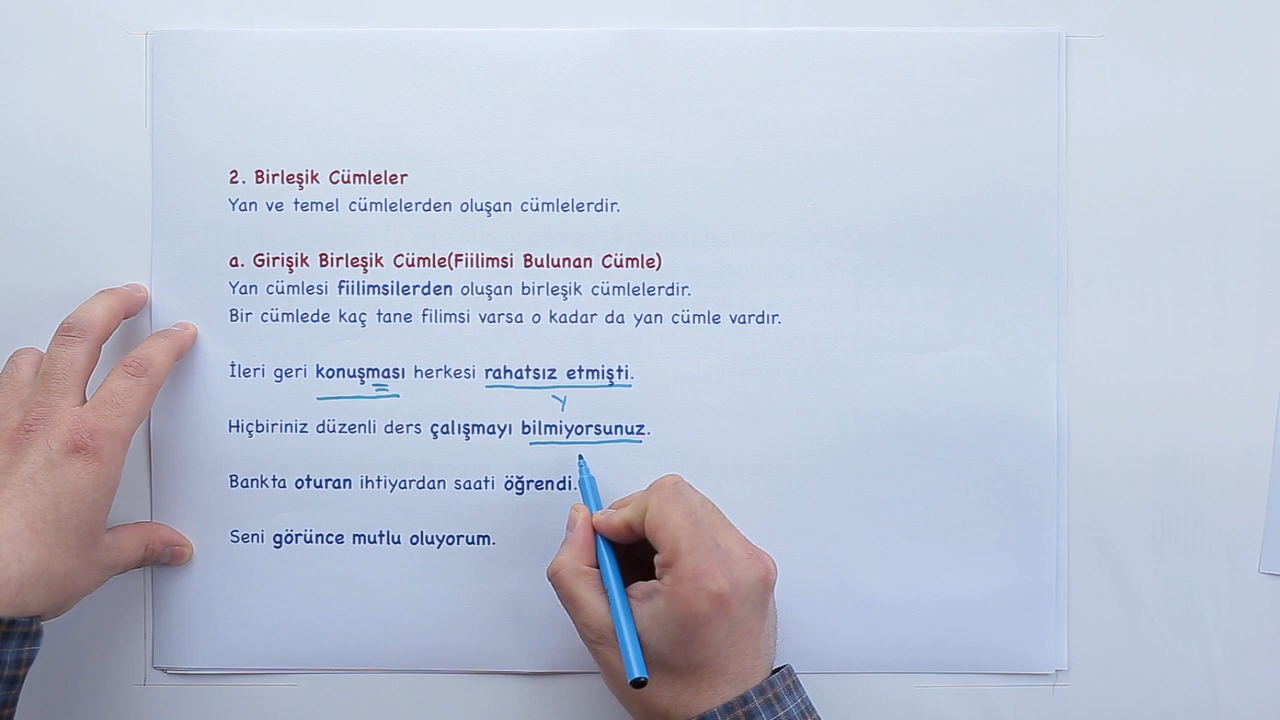 2. Birleşik Cümleler
Yan ve temel cümlelerden oluşan cümlelerdir.
a. Girişik Birleşik Cümle(Fiilimsi Bulunan Cümle)
Yan cümlesi fiilimsilerden oluşan birleşik cümlelerdir.
Bir cümlede kaç tane filimsi varsa o kadar da yan cümle vardır.
İleri geri konuşması herkesi rahatsız etmişti.
Y
Hiçbiriniz düzenli ders çalışmayı bilmiyorsunuz.
Bankta oturan ihtiyardan saati öğrendi.
Seni görünce mutlu oluyorum.